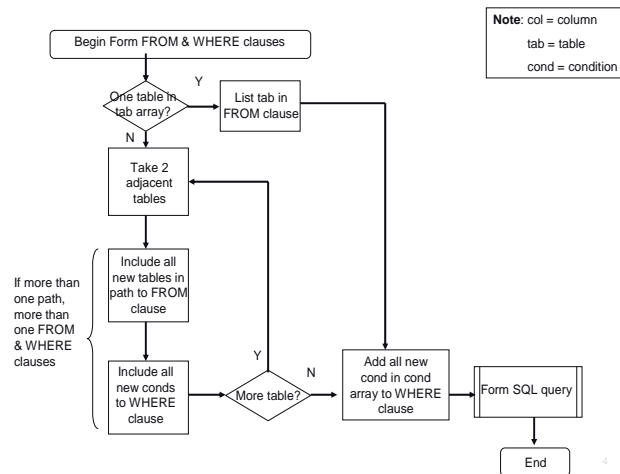 Note: col = column
tab = table
cond = condition
Begin Form FROM & WHERE clauses
One table in
tab array?
Y
N
List tab in
FROM clause
Take 2
adjacent
tables
If more than
one path,
more than
one FROM
& WHERE
clauses
Include all
new tables in
path to FROM
clause
Include all
new conds
to WHERE
clause
Y
More table?
N
Add all new
cond in cond
array to WHERE
clause
Form SQL query
End
4